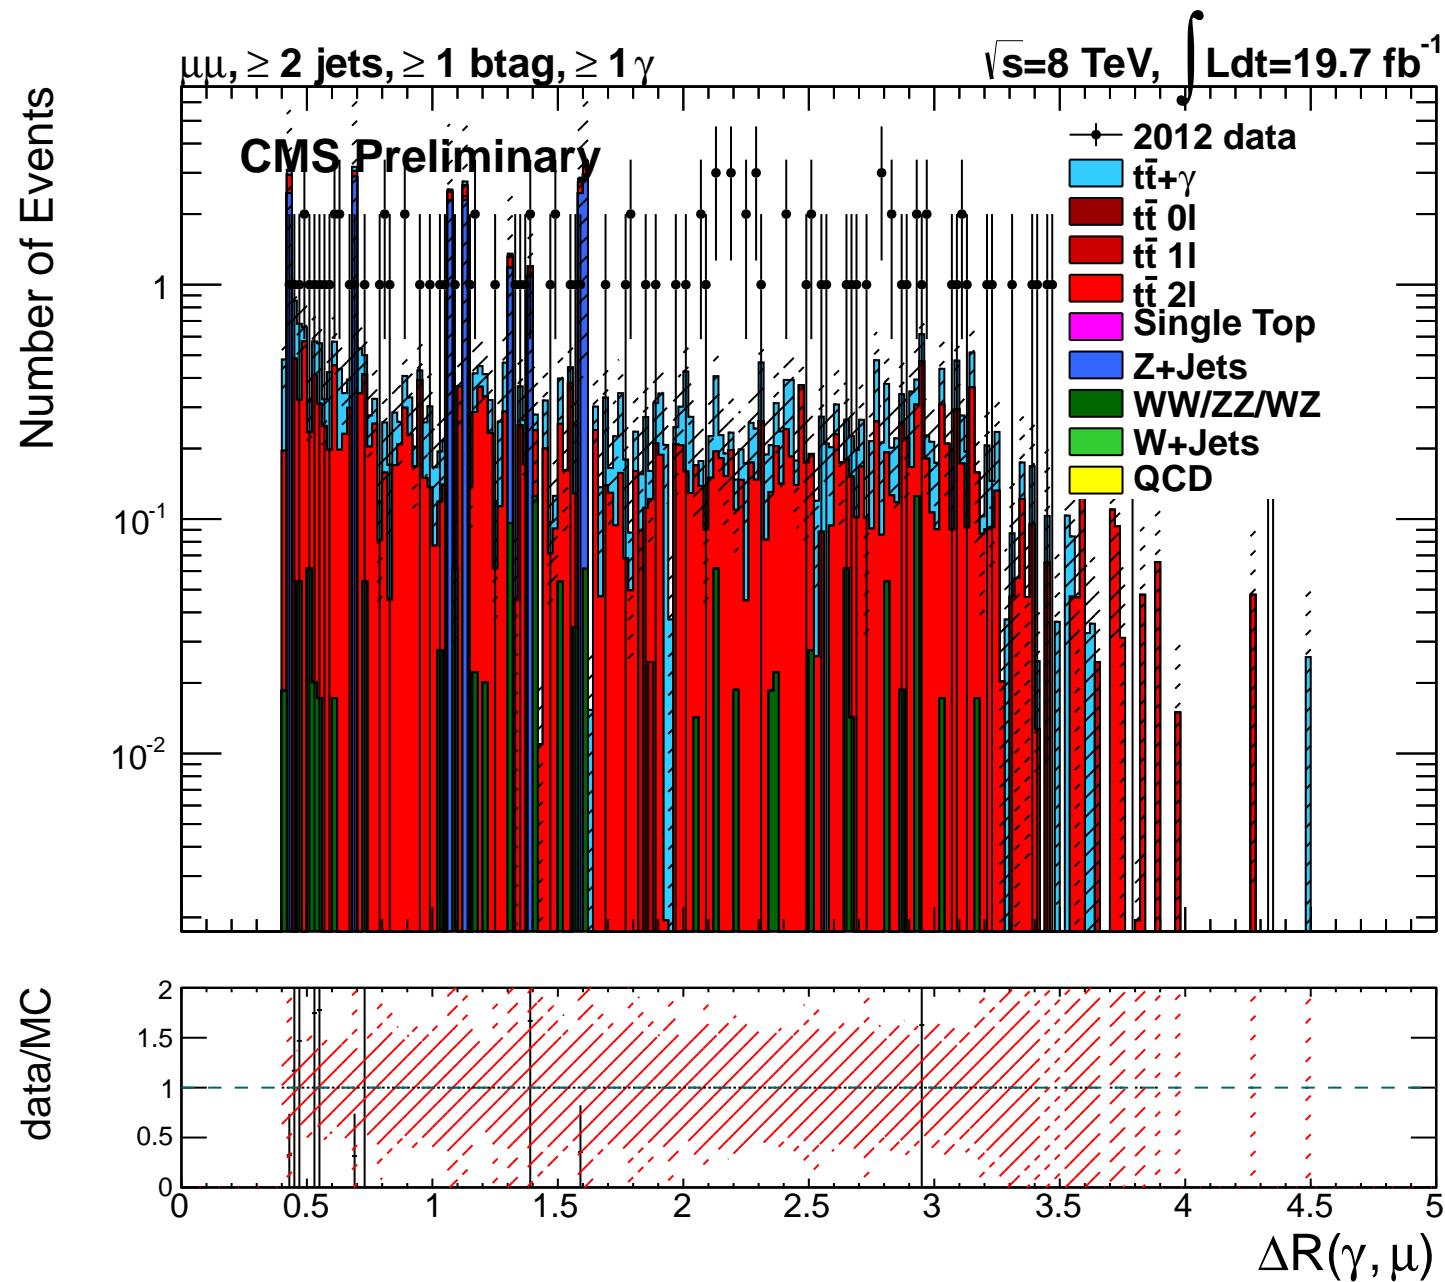 μμ, ≥ 2 jets, ≥ 1 btag, ≥ 1 γ
√s=8 TeV, ∫ Ldt=19.7 fb⁻¹
CMS Preliminary
2012 data
tt̄+γ
tt̄ 0l
tt̄ 1l
tt̄ 2l
Single Top
Z+Jets
WW/ZZ/WZ
W+Jets
QCD
Number of Events
1
10⁻¹
10⁻²
data/MC
2
1.5
1
0.5
0
0 0.5 1 1.5 2 2.5 3 3.5 4 4.5 5
ΔR(γ, μ)